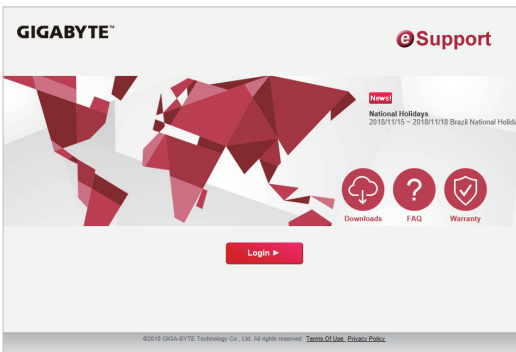 GIGABYTE™
eSupport
News!
National Holidays
2018/11/15 ~ 2018/11/18 Brazil National Holida
Downloads
FAQ
Warranty
Login ►
©2018 GIGA-BYTE Technology Co., Ltd. All rights reserved. Terms Of Use Privacy Policy